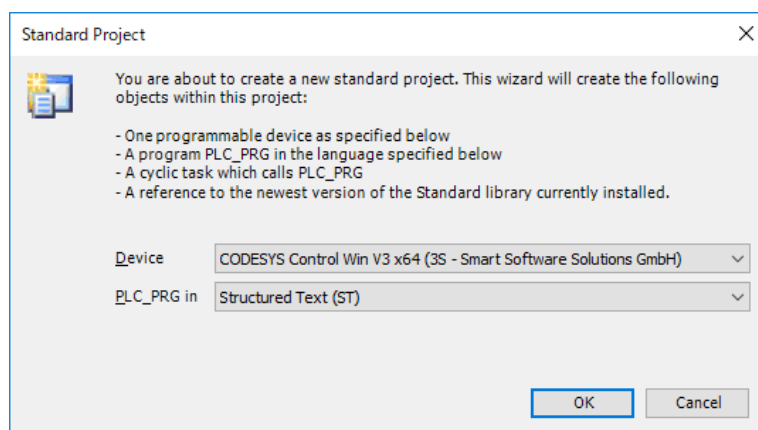 Standard Project
You are about to create a new standard project. This wizard will create the following
objects within this project:
- One programmable device as specified below
- A program PLC_PRG in the language specified below
- A cyclic task which calls PLC_PRG
- A reference to the newest version of the Standard library currently installed.
Device CODESYS Control Win V3 x64 (3S - Smart Software Solutions GmbH)
PLC_PRG in Structured Text (ST)
OK Cancel